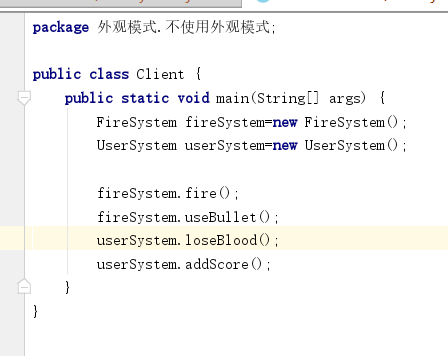 package 外观模式.不使用外观模式;
public class Client {
public static void main(String[] args) {
FireSystem fireSystem=new FireSystem();
UserSystem userSystem=new UserSystem();
fireSystem.fire();
fireSystem.useBullet();
userSystem.loseBlood();
userSystem.addScore();
}
}